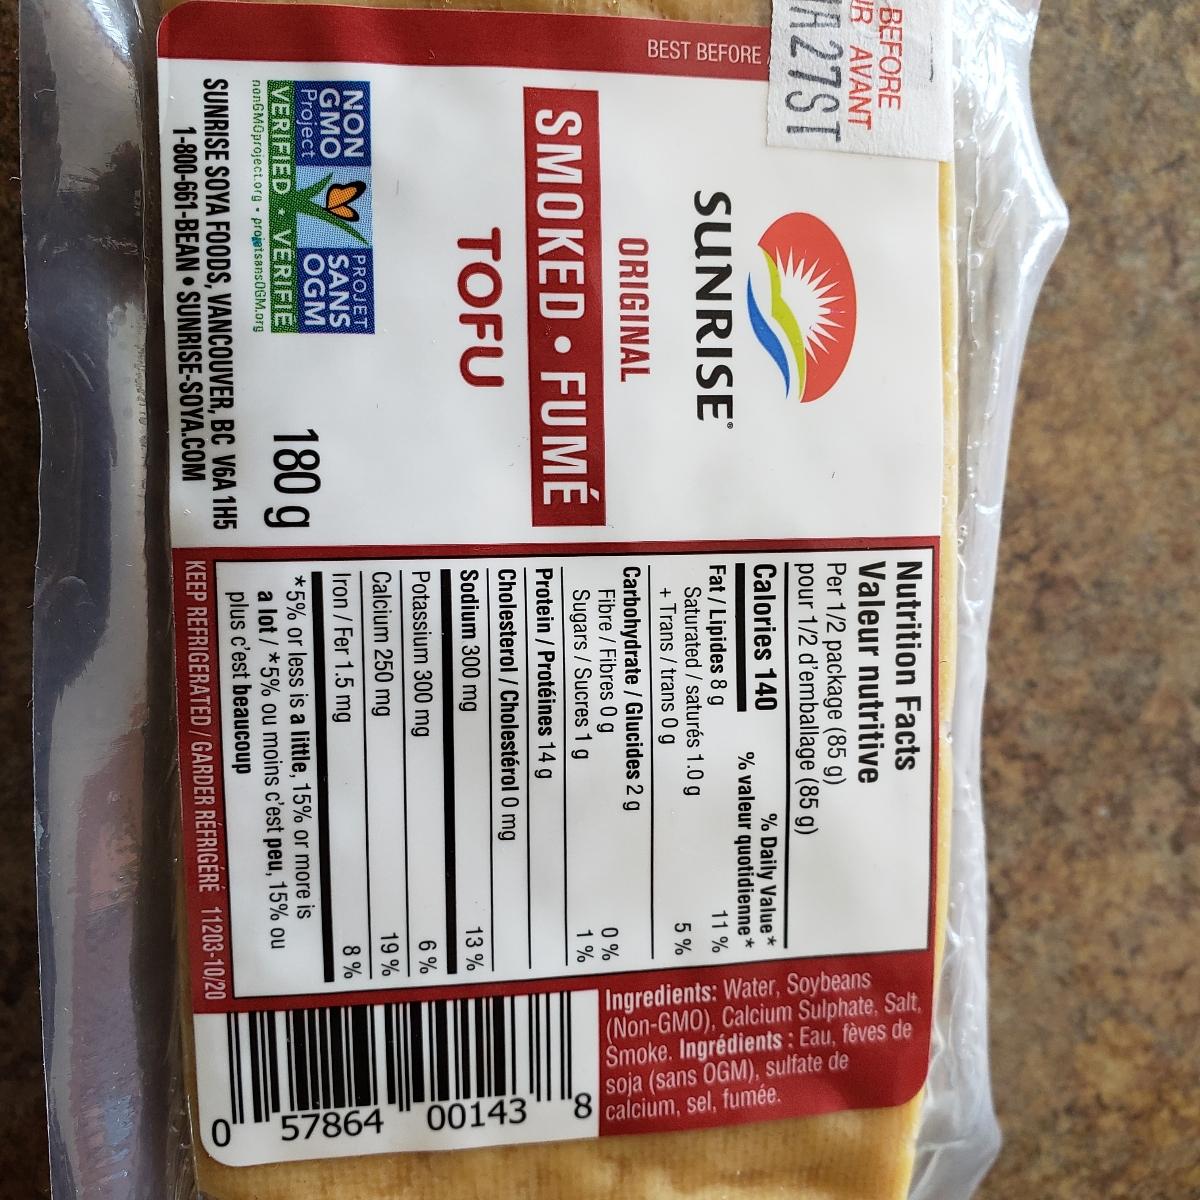 BEFORE
AVANT
BEST BEFORE
SUNRISE®
ORIGINAL
SMOKED • FUMÉ
TOFU
NON
GMO
Project
VERIFIED
PROJET
SANS
OGM
VÉRIFIÉ
nonGMOproject.org • projetsansOGM.org
180 g
SUNRISE SOYA FOODS, VANCOUVER, BC V6A 1H5
1-800-661-BEAN • SUNRISE-SOYA.COM
Nutrition Facts
Valeur nutritive
Per 1/2 package (85 g)
pour 1/2 d'emballage (85 g)
Calories 140
% Daily Value*
% valeur quotidienne*
Fat / Lipides 8 g 11 %
Saturated / saturés 1.0 g
+ Trans / trans 0 g 5 %
Carbohydrate / Glucides 2 g
Fibre / Fibres 0 g 0 %
Sugars / Sucres 1 g 1 %
Protein / Protéines 14 g
Cholesterol / Cholestérol 0 mg
Sodium 300 mg 13 %
Potassium 300 mg 6 %
Calcium 250 mg 19 %
Iron / Fer 1.5 mg 8 %
*5% or less is a little, 15% or more is
a lot / *5% ou moins c'est peu, 15% ou
plus c'est beaucoup
KEEP REFRIGERATED / GARDER RÉFRIGÉRÉ 11203-10/20
Ingredients: Water, Soybeans
(Non-GMO), Calcium Sulphate, Salt,
Smoke. Ingrédients : Eau, fèves de
soja (sans OGM), sulfate de
calcium, sel, fumée.
0 57864 00143 8